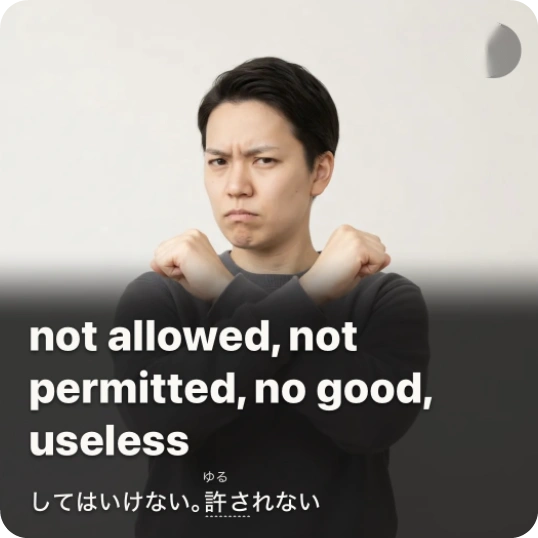 not allowed, not
permitted, no good,
useless
ゆる
してはいけない。許されない